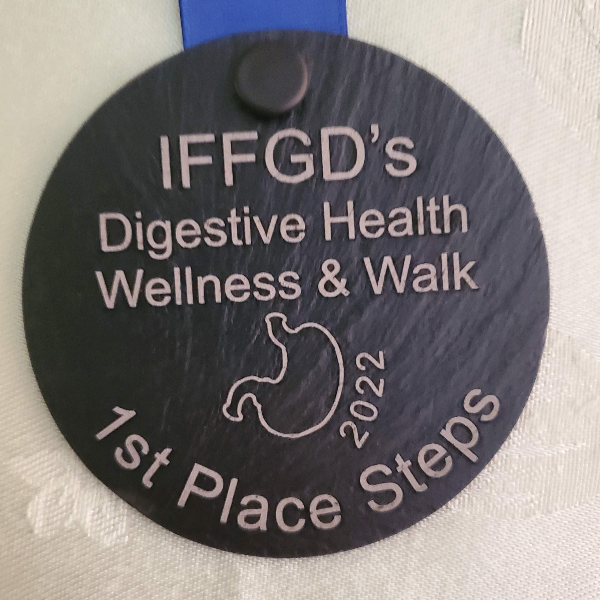 IFFGD's
Digestive Health
Wellness & Walk
2022
1st Place Steps